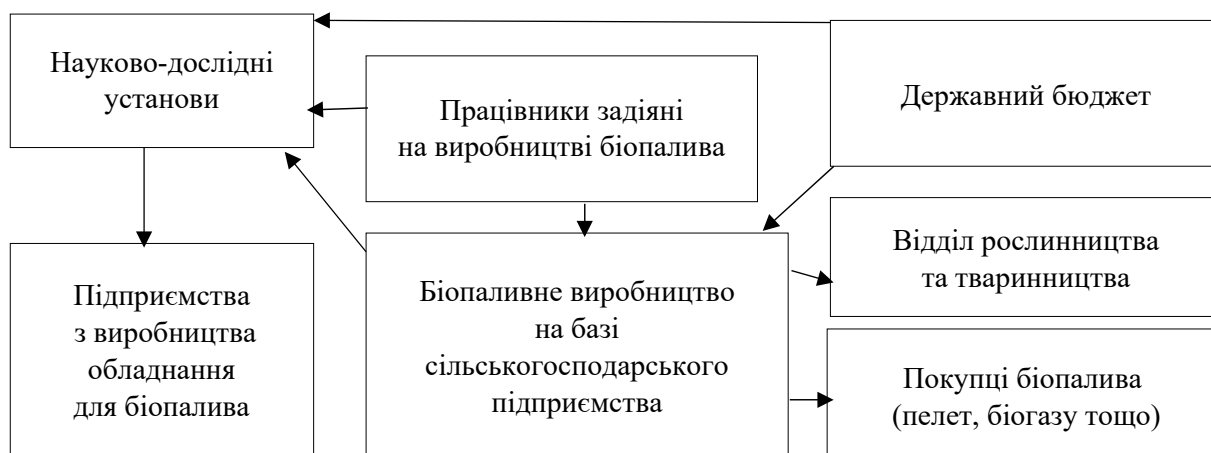 Науково-дослідні
установи
Працівники задіяні
на виробництві біопалива
Державний бюджет
Підприємства
з виробництва
обладнання
для біопалива
Біопаливне виробництво
на базі
сільськогосподарського
підприємства
Відділ рослинництва
та тваринництва
Покупці біопалива
(пелет, біогазу тощо)